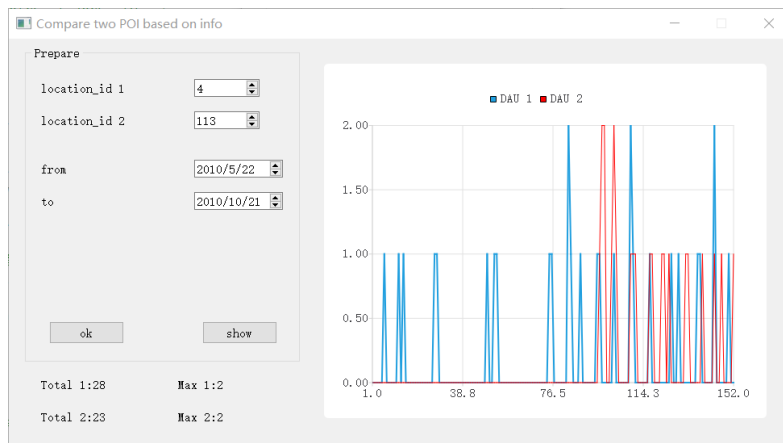 Compare two POI based on info
Prepare
location_id 1
4
location_id 2
113
from
2010/5/22
to
2010/10/21
ok
show
Total 1:28
Max 1:2
Total 2:23
Max 2:2
DAU 1
DAU 2
2.00
1.50
1.00
0.50
0.00
1.0
38.8
76.5
114.3
152.0